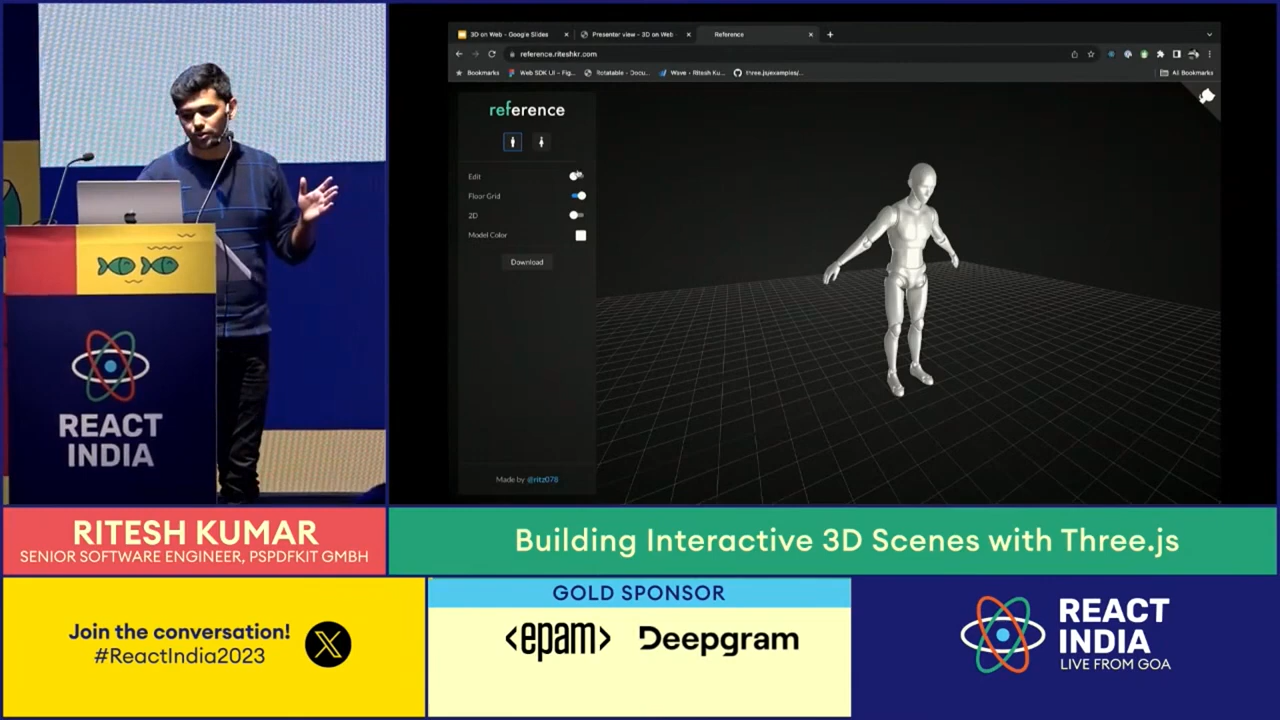 3D on Web - Google Slides
Presenter view - 3D on Web -
Reference
reference.riteshkr.com
Bookmarks
Web SDK UI – Fig...
Rotatable - Docu...
Wave - Ritesh Ku...
three.js/examples/...
All Bookmarks
reference
Edit
Floor Grid
2D
Model Color
Download
Made by @ritz078
REACT
INDIA
RITESH KUMAR
SENIOR SOFTWARE ENGINEER, PSPDFKIT GMBH
Building Interactive 3D Scenes with Three.js
Join the conversation!
#ReactIndia2023
GOLD SPONSOR
<epam>
Deepgram
REACT
INDIA
LIVE FROM GOA